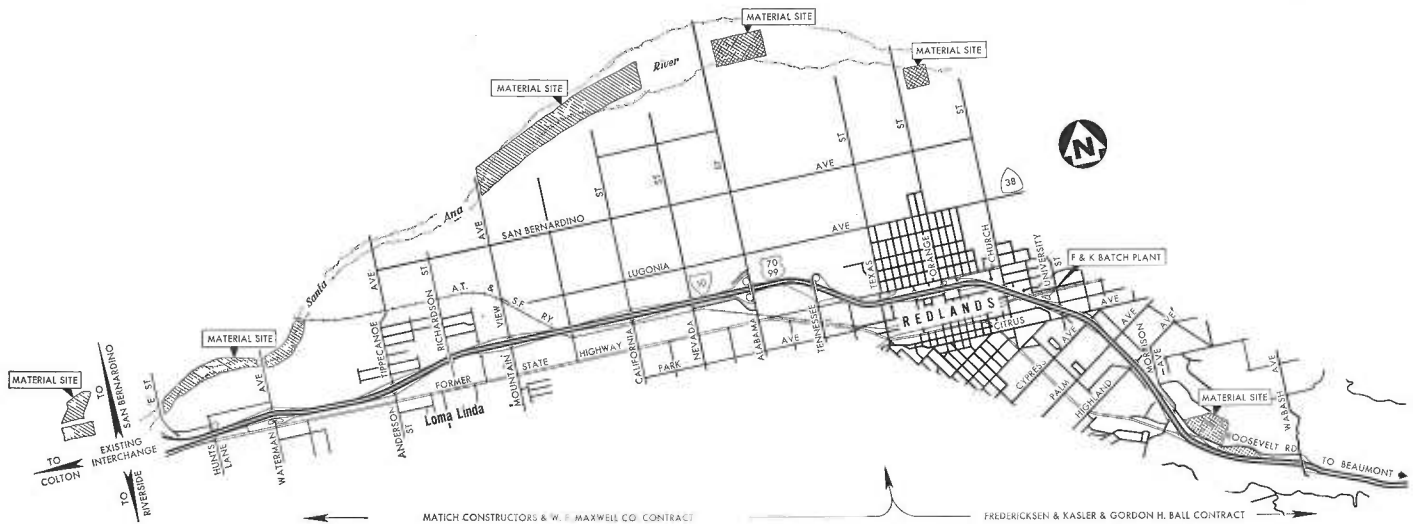 MATERIAL SITE
MATERIAL SITE
MATERIAL SITE
River
ST
ST
ST
N
38
AVE
ST
ST
ST
Ana
AVE
SAN BERNARDINO
Santa
AVE
ST
LUGONIA
AVE
TEXAS
ORANGE
CHURCH
UNIVERSITY
ST
F & K BATCH PLANT
70
99
10
A.T. & S.F. RY
TIPPECANOE
RICHARDSON
VIEW
MOUNTAIN
REDLANDS
CITRUS
AVE
CALIFORNIA
NEVADA
ALABAMA
TENNESSEE
FORMER STATE HIGHWAY
PARK AVE
CYPRESS AVE
PALM AVE
HIGHLAND AVE
MORRISON AVE
WABASH AVE
MATERIAL SITE
MATERIAL SITE
MATERIAL SITE
E ST
AVE
TO SAN BERNARDINO
EXISTING INTERCHANGE
TO COLTON
TO RIVERSIDE
HUNTS LANE
WATERMAN
ANDERSON ST
Loma Linda
OOSEVELT RD
TO BEAUMONT
MATICH CONSTRUCTORS & W. F. MAXWELL CO. CONTRACT
FREDERICKSEN & KASLER & GORDON H. BALL CONTRACT